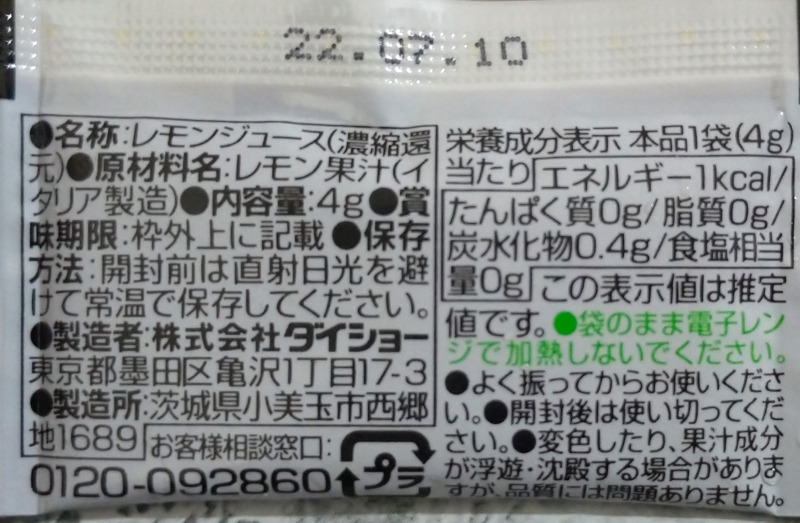 22.07.10
●名称:レモンジュース(濃縮還
元)●原材料名:レモン果汁(イ
タリア製造)●内容量:4g●賞
味期限:枠外上に記載 ●保存
方法:開封前は直射日光を避
けて常温で保存してください。
●製造者:株式会社ダイショー
東京都墨田区亀沢1丁目17-3
●製造所:茨城県小美玉市西郷
地1689
お客様相談窓口:
0120-092860
プラ
栄養成分表示 本品1袋(4g)
当たり エネルギー1kcal/
たんぱく質0g/脂質0g/
炭水化物0.4g/食塩相当
量0g この表示値は推定
値です。●袋のまま電子レン
ジで加熱しないでください。
●よく振ってからお使いくださ
い。●開封後は使い切ってくだ
さい。●変色したり、果汁成分
が浮遊・沈殿する場合がありま
すが、品質には問題ありません。